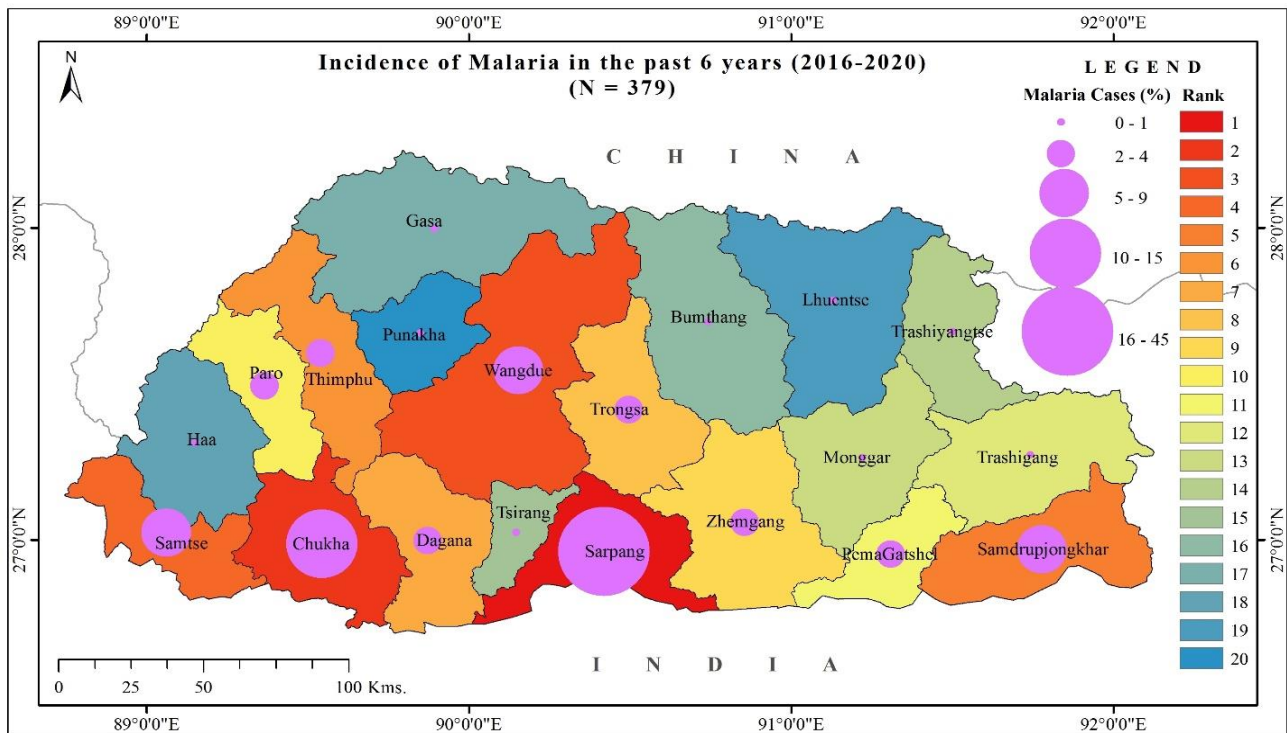 89°0'0"E 90°0'0"E 91°0'0"E 92°0'0"E
N
Incidence of Malaria in the past 6 years (2016-2020)
(N = 379)
L E G E N D
Malaria Cases (%) Rank
0 - 1
2 - 4
5 - 9
10 - 15
16 - 45
1
2
3
4
5
6
7
8
9
10
11
12
13
14
15
16
17
18
19
20
C H I N A
28°0'0"N
28°0'0"N
Gasa
Lhuentse
Bumthang
Punakha
Trashiyangtse
Wangdue
Paro
Thimphu
Trongsa
Haa
Monggar
Trashigang
Tsirang
Zhemgang
27°0'0"N
27°0'0"N
Samtse
Chukha
Dagana
Sarpang
PemaGatshel
Samdrupjongkhar
I N D I A
0 25 50 100 Kms.
89°0'0"E 90°0'0"E 91°0'0"E 92°0'0"E